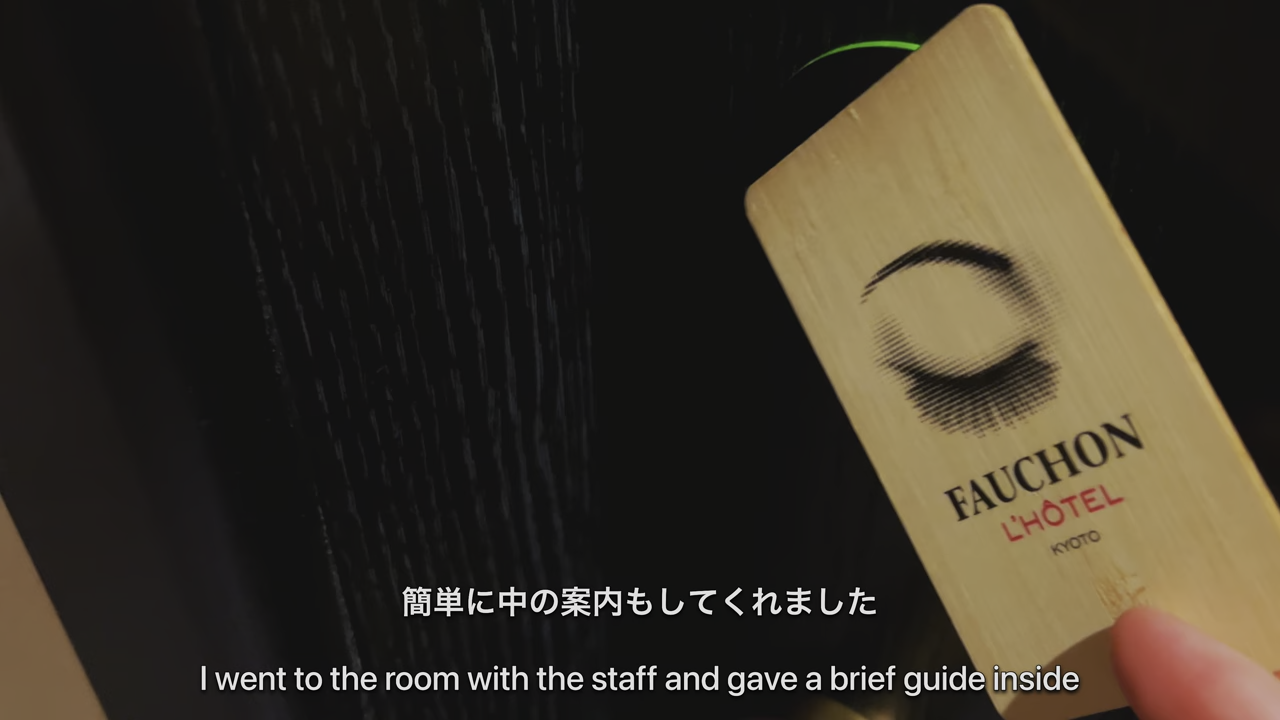 FAUCHON
L'HÔTEL
KYOTO
簡単に中の案内もしてくれました
I went to the room with the staff and gave a brief guide inside